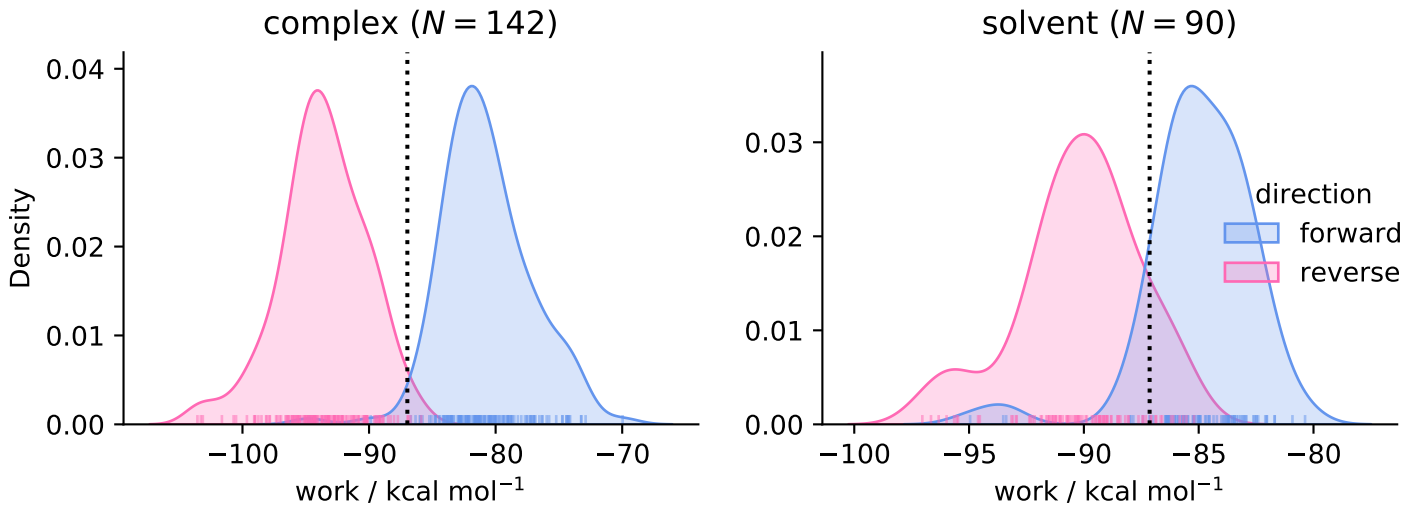 complex (N = 142)
Density
0.04
0.03
0.02
0.01
0.00
−100
−90
−80
−70
work / kcal mol⁻¹
solvent (N = 90)
0.03
0.02
0.01
0.00
−100
−95
−90
−85
−80
work / kcal mol⁻¹
direction
forward
reverse